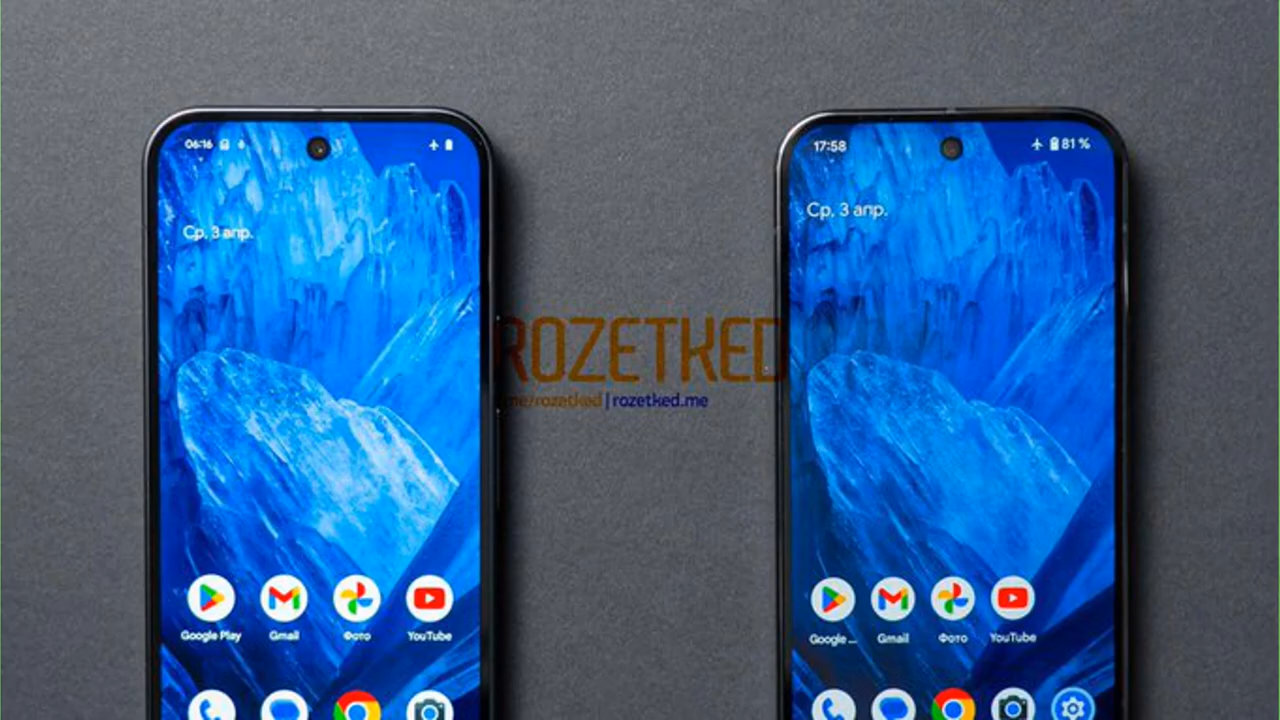 06:16
Ср, 3 апр.
Google Play
Gmail
Фото
YouTube
ROZETKED
me/rozetked | rozetked.me
17:58
81 %
Ср, 3 апр.
Google ...
Gmail
Фото
YouTube